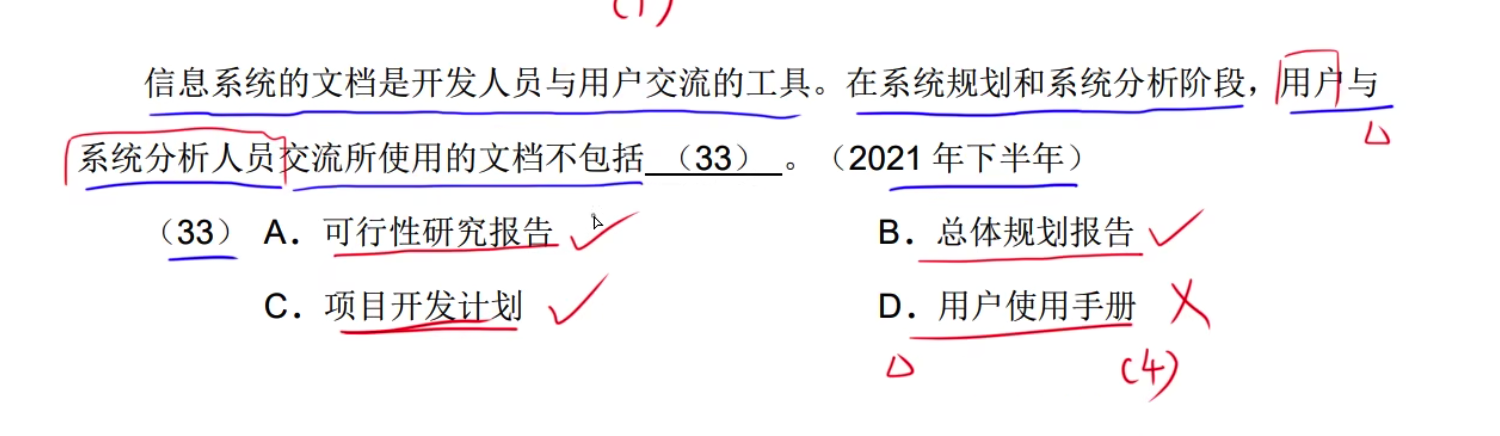 (1)
信息系统的文档是开发人员与用户交流的工具。在系统规划和系统分析阶段，用户与
系统分析人员交流所使用的文档不包括（33）。（2021 年下半年）
（33） A．可行性研究报告 B．总体规划报告
C．项目开发计划 D．用户使用手册
(4)